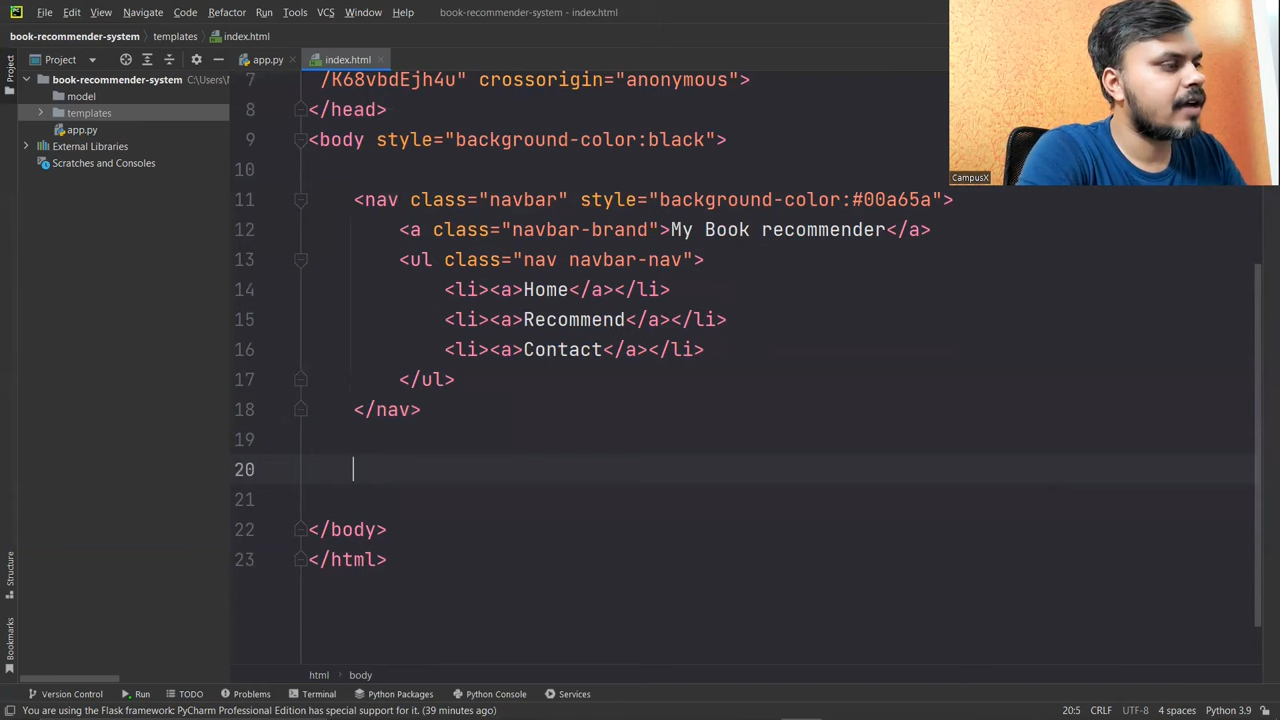 File Edit View Navigate Code Refactor Run Tools VCS Window Help book-recommender-system - index.html
book-recommender-system templates index.html
Project
Project
app.py
index.html
book-recommender-system C:\Users\
model
templates
app.py
External Libraries
Scratches and Consoles
7 /K68vbdEjh4u" crossorigin="anonymous">
8 </head>
9 <body style="background-color:black">
10
11 <nav class="navbar" style="background-color:#00a65a">
12 <a class="navbar-brand">My Book recommender</a>
13 <ul class="nav navbar-nav">
14 <li><a>Home</a></li>
15 <li><a>Recommend</a></li>
16 <li><a>Contact</a></li>
17 </ul>
18 </nav>
19
20
21
22 </body>
23 </html>
CampusX
Structure
Bookmarks
html body
Version Control Run TODO Problems Terminal Python Packages Python Console Services
You are using the Flask framework: PyCharm Professional Edition has special support for it. (39 minutes ago) 20:5 CRLF UTF-8 4 spaces Python 3.9